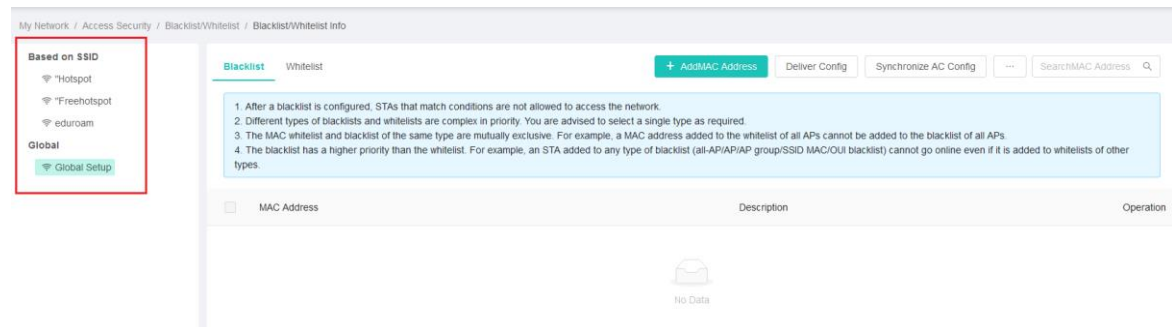 My Network / Access Security / Blacklist/Whitelist / Blacklist/Whitelist Info
Based on SSID
"Hotspot
"Freehotspot
eduroam
Global
Global Setup
Blacklist Whitelist
+ AddMAC Address Deliver Config Synchronize AC Config ... SearchMAC Address
1. After a blacklist is configured, STAs that match conditions are not allowed to access the network.
2. Different types of blacklists and whitelists are complex in priority. You are advised to select a single type as required.
3. The MAC whitelist and blacklist of the same type are mutually exclusive. For example, a MAC address added to the whitelist of all APs cannot be added to the blacklist of all APs.
4. The blacklist has a higher priority than the whitelist. For example, an STA added to any type of blacklist (all-AP/AP/AP group/SSID MAC/OUI blacklist) cannot go online even if it is added to whitelists of other
types.
MAC Address Description Operation
No Data